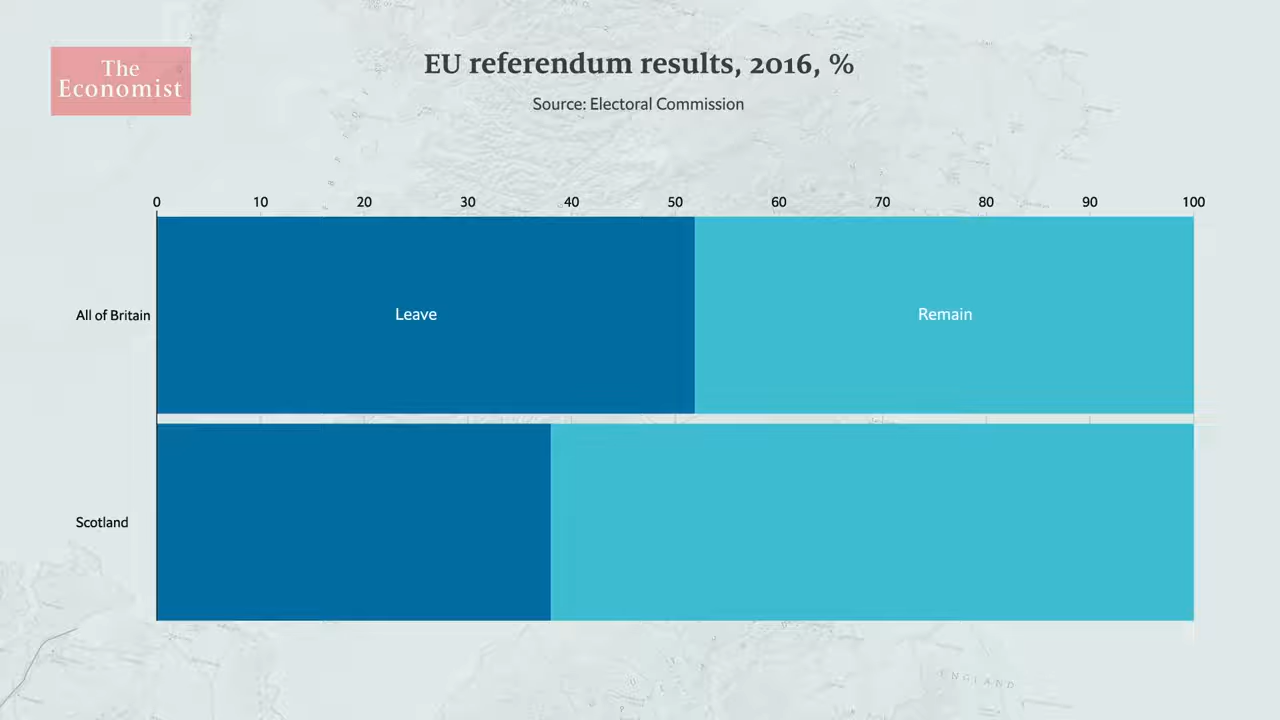 The
Economist
EU referendum results, 2016, %
Source: Electoral Commission
0 10 20 30 40 50 60 70 80 90 100
All of Britain
Leave
Remain
Scotland
ENGLAND